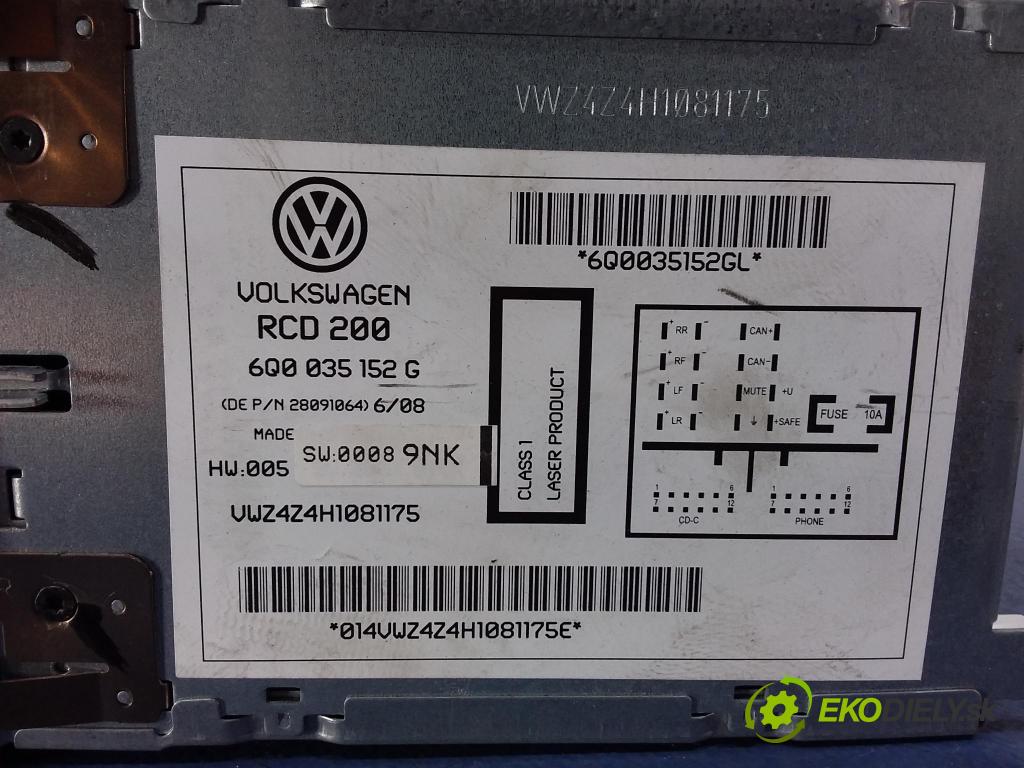 VWZ4Z4H1081175
*6Q0035152GL*
VOLKSWAGEN
RCD 200
6Q0 035 152 G
(DE P/N 28091064) 6/08
MADE
HW:005 SW:0008 9NK
VWZ4Z4H1081175
CLASS 1
LASER PRODUCT
+ RR - CAN+
+ RF - CAN-
+ LF - MUTE +U
+ LR - ↓ +SAFE
FUSE 10A
1 6 1 6
7 12 7 12
CD-C PHONE
*014VWZ4Z4H1081175E*
EKODIELY.SK